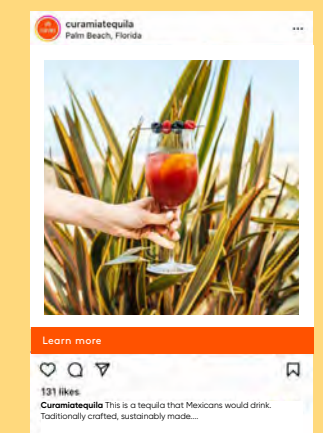 curamiatequila
Palm Beach, Florida
Learn more
131 likes
Curamiatequila This is a tequila that Mexicans would drink.
Taditionally crafted, sustainably made....